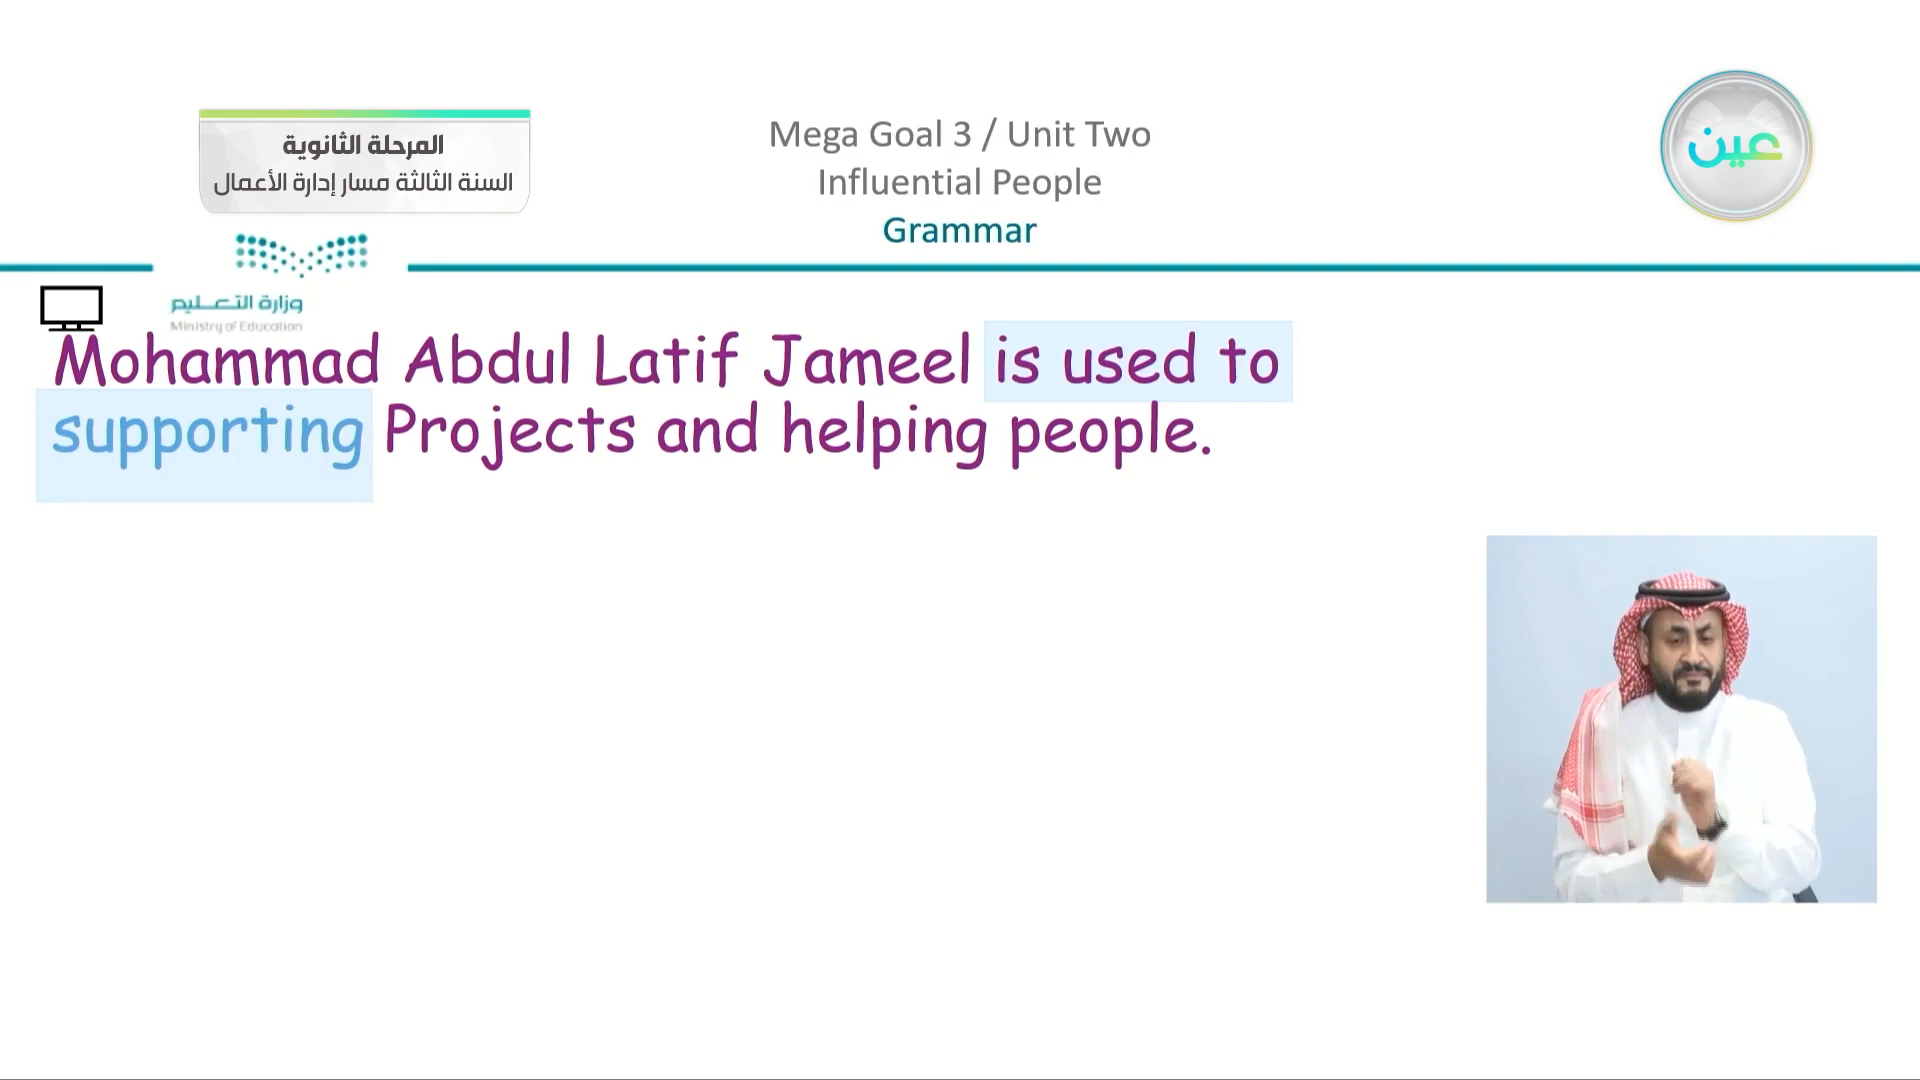 المرحلة الثانوية
السنة الثالثة مسار إدارة الأعمال
Mega Goal 3 / Unit Two
Influential People
Grammar
عين
وزارة التعليم
Ministry of Education
Mohammad Abdul Latif Jameel is used to
supporting Projects and helping people.